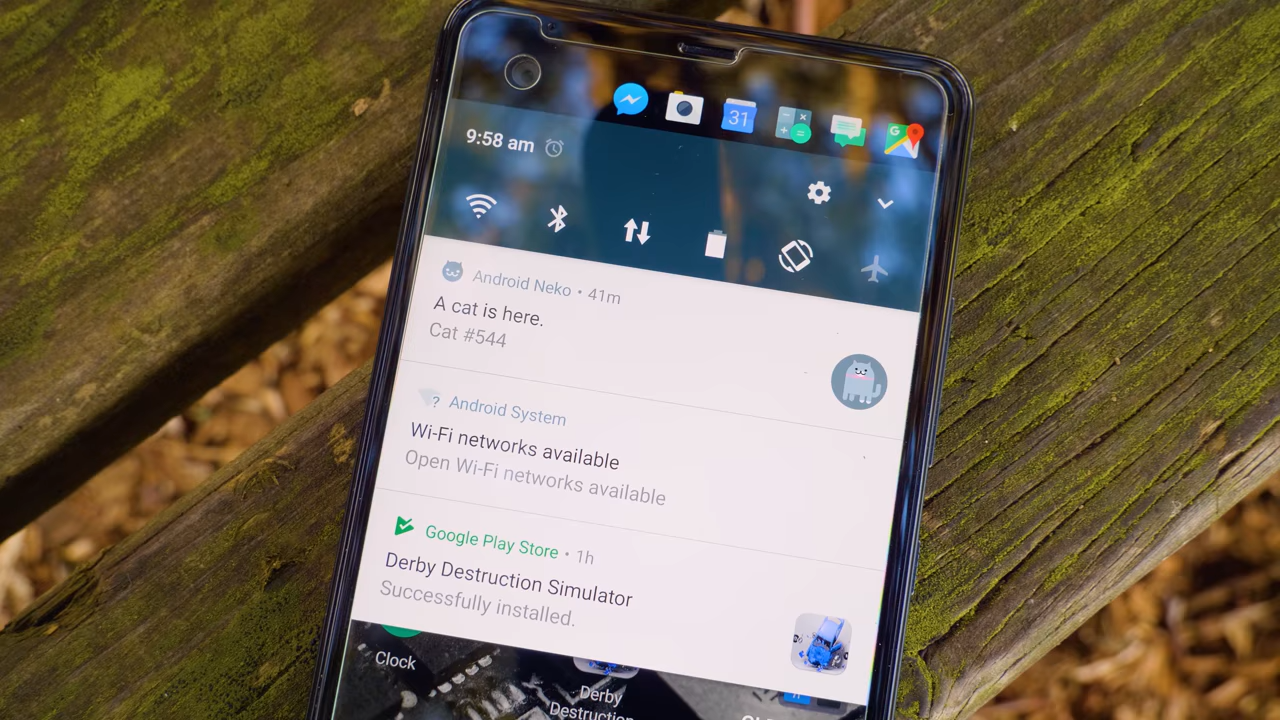 31
G
9:58 am
Android Neko • 41m
A cat is here.
Cat #544
? Android System
Wi-Fi networks available
Open Wi-Fi networks available
Google Play Store • 1h
Derby Destruction Simulator
Successfully installed.
Clock
Derby
Destruction